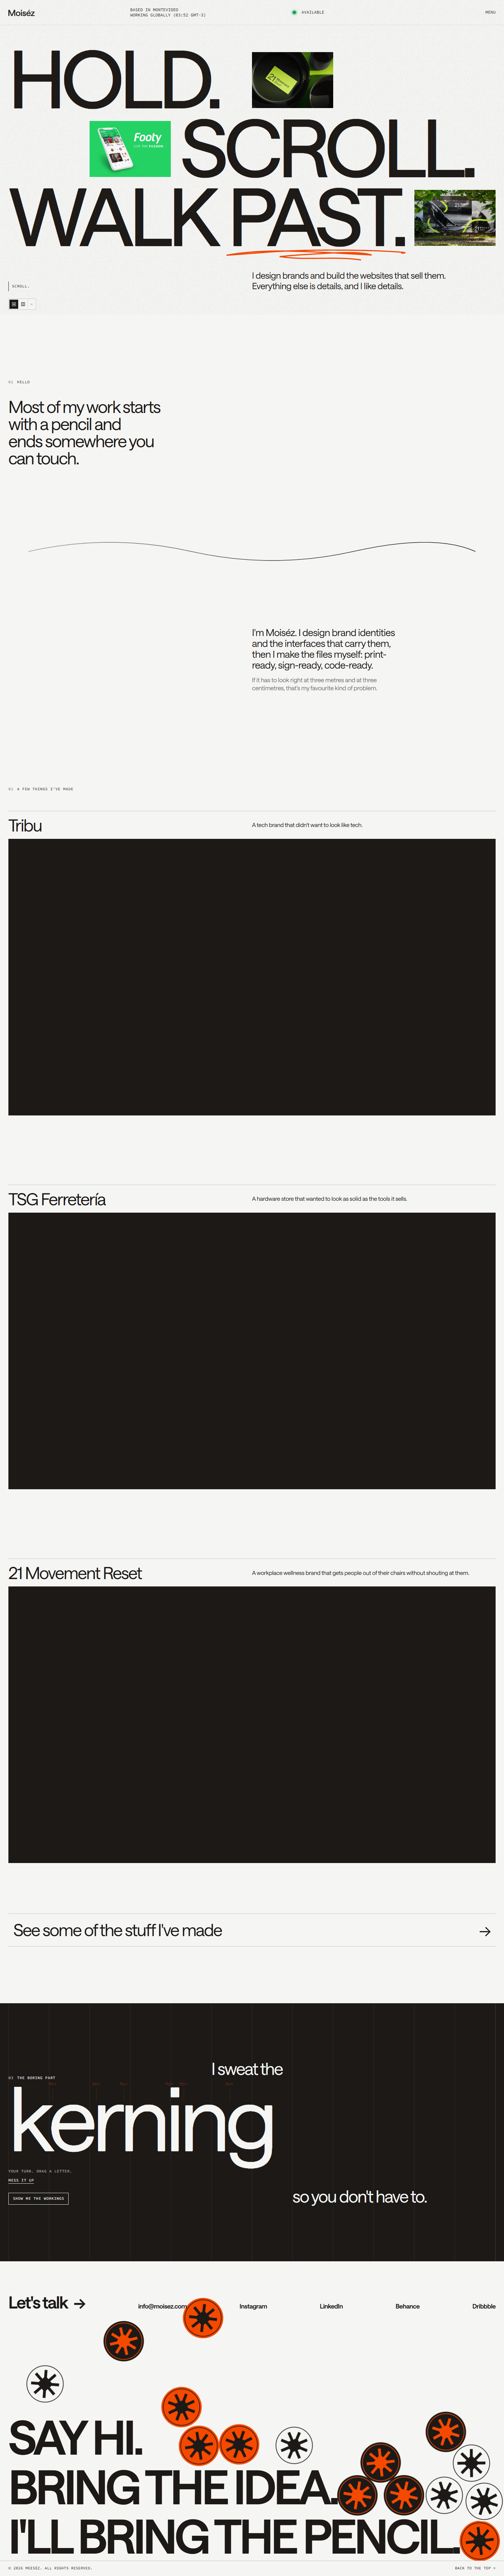 Moiséz
BASED IN MONTEVIDEO
WORKING GLOBALLY (03:52 GMT-3)
AVAILABLE
MENU
HOLD.
Footy
SCROLL.
WALK PAST.
I design brands and build the websites that sell them.
Everything else is details, and I like details.
SCROLL.
01 HELLO
Most of my work starts
with a pencil and
ends somewhere you
can touch.
I'm Moiséz. I design brand identities
and the interfaces that carry them,
then I make the files myself: print-
ready, sign-ready, code-ready.
If it has to look right at three metres and at three
centimetres, that's my favourite kind of problem.
02 A FEW THINGS I'VE MADE
Tribu
A tech brand that didn't want to look like tech.
TSG Ferretería
A hardware store that wanted to look as solid as the tools it sells.
21 Movement Reset
A workplace wellness brand that gets people out of their chairs without shouting at them.
See some of the stuff I've made
I sweat the
03 THE BORING PART
kerning
YOUR TURN. DRAG A LETTER.
MESS IT UP
SHOW ME THE WORKINGS
so you don't have to.
Let's talk →
info@moisez.com
Instagram
LinkedIn
Behance
Dribbble
SAY HI.
BRING THE IDEA.
I'LL BRING THE PENCIL.
© 2026 MOISÉZ. ALL RIGHTS RESERVED.
BACK TO THE TOP